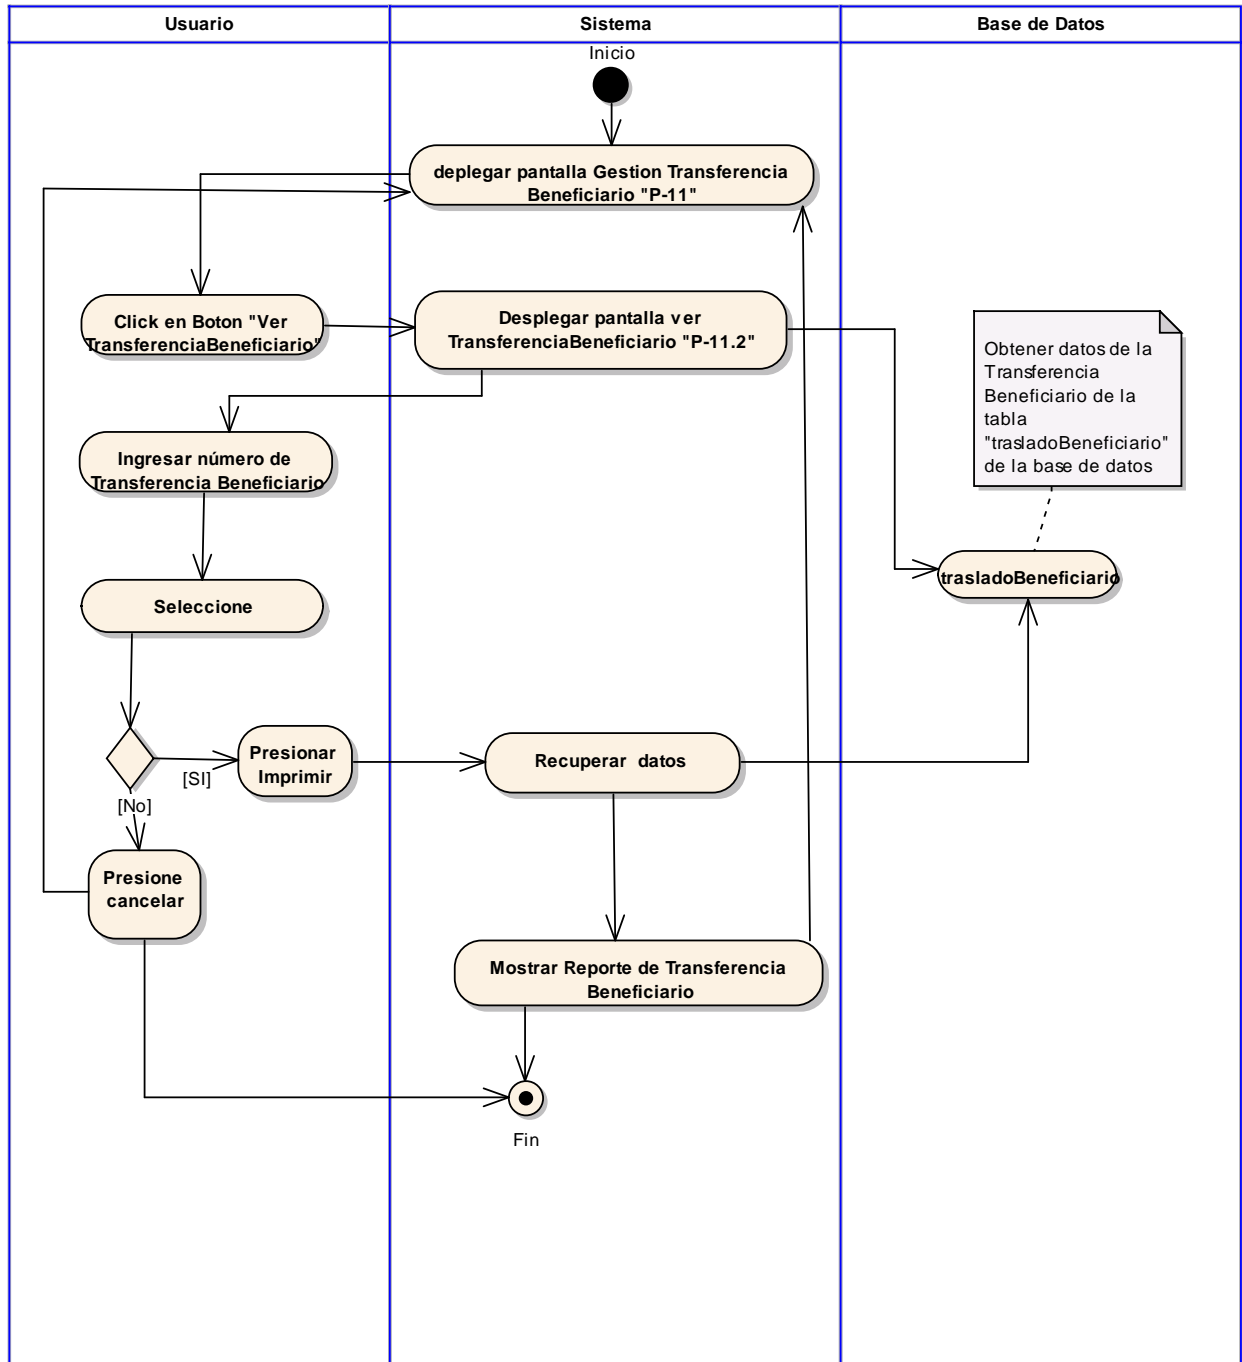 Usuario
Sistema
Base de Datos
Inicio
deplegar pantalla Gestion Transferencia
Beneficiario "P-11"
Click en Boton "Ver
TransferenciaBeneficiario"
Desplegar pantalla ver
TransferenciaBeneficiario "P-11.2"
Obtener datos de la
Transferencia
Beneficiario de la
tabla
"trasladoBeneficiario"
de la base de datos
Ingresar número de
Transferencia Beneficiario
trasladoBeneficiario
Seleccione
Presionar
Imprimir
[SI]
Recuperar datos
[No]
Presione
cancelar
Mostrar Reporte de Transferencia
Beneficiario
Fin